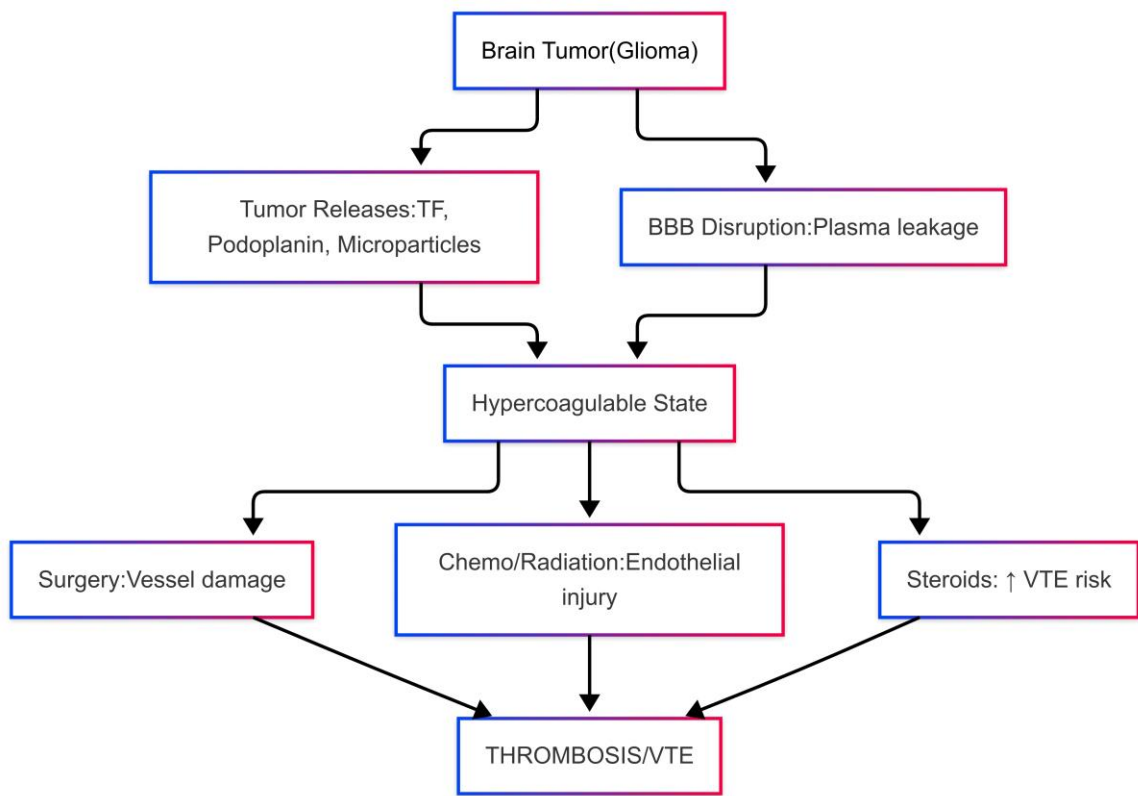 Brain Tumor(Glioma)
Tumor Releases:TF,
Podoplanin, Microparticles
BBB Disruption:Plasma leakage
Hypercoagulable State
Surgery:Vessel damage
Chemo/Radiation:Endothelial
injury
Steroids: ↑ VTE risk
THROMBOSIS/VTE